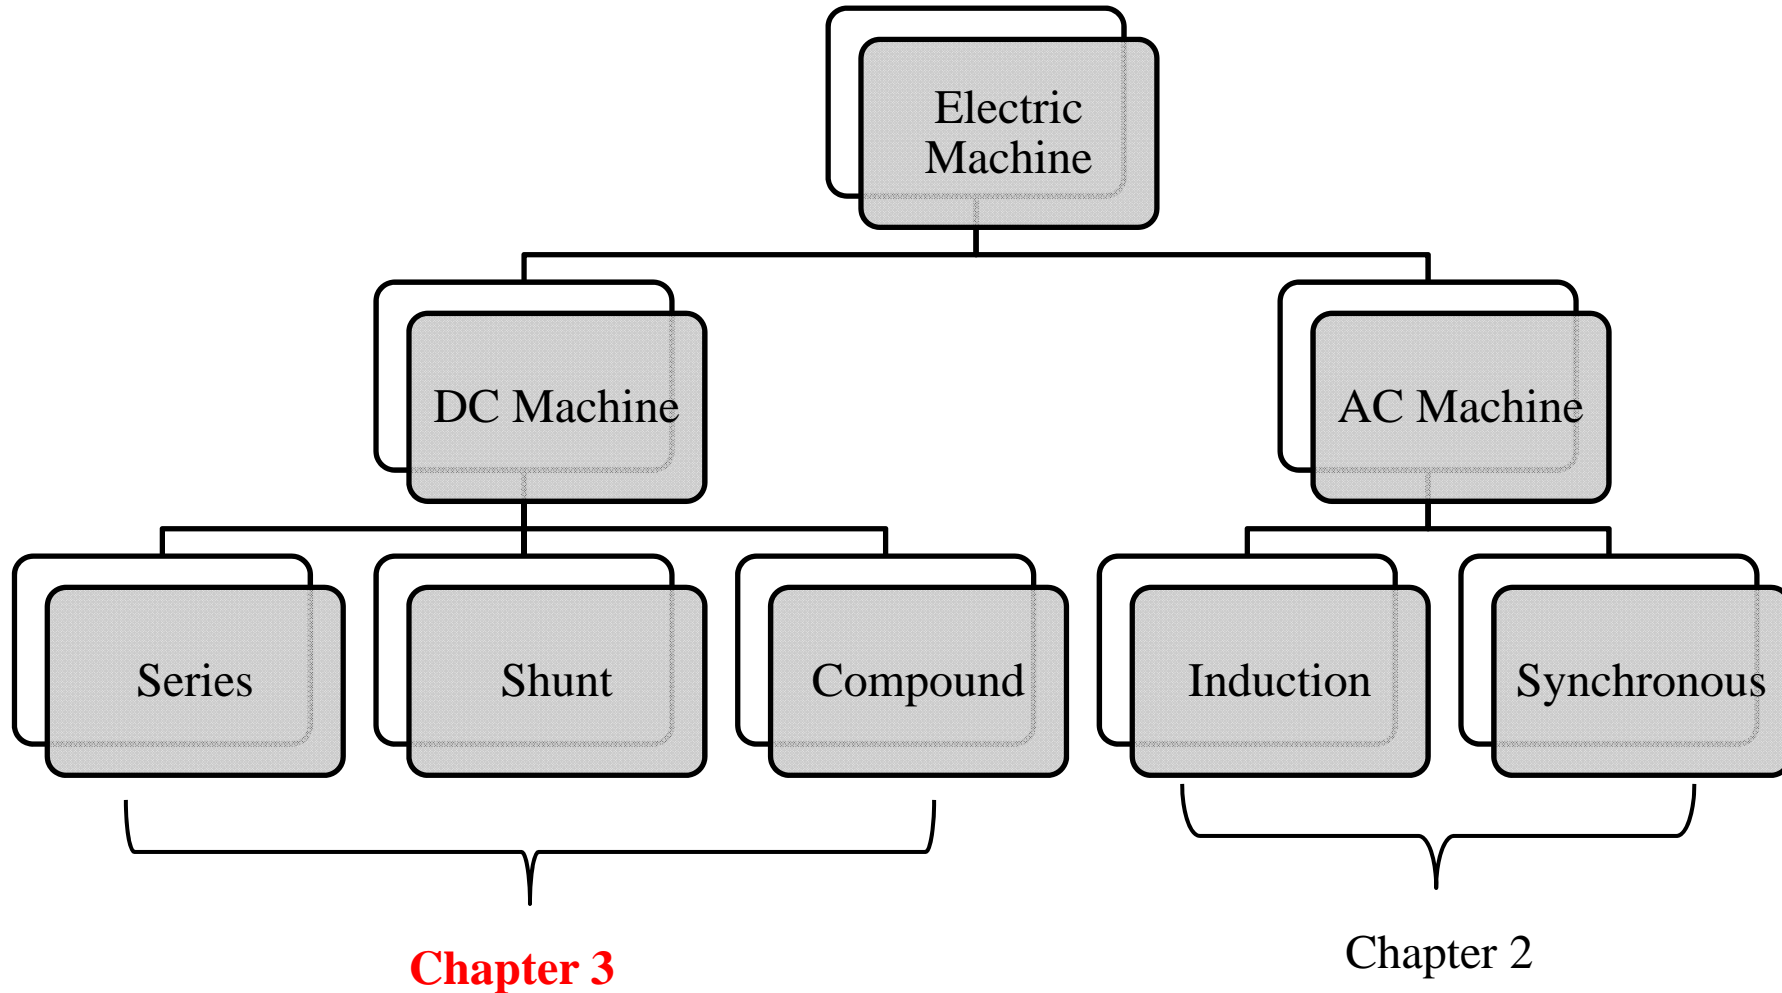 Electric
Machine
DC Machine
AC Machine
Series
Shunt
Compound
Induction
Synchronous
Chapter 3
Chapter 2